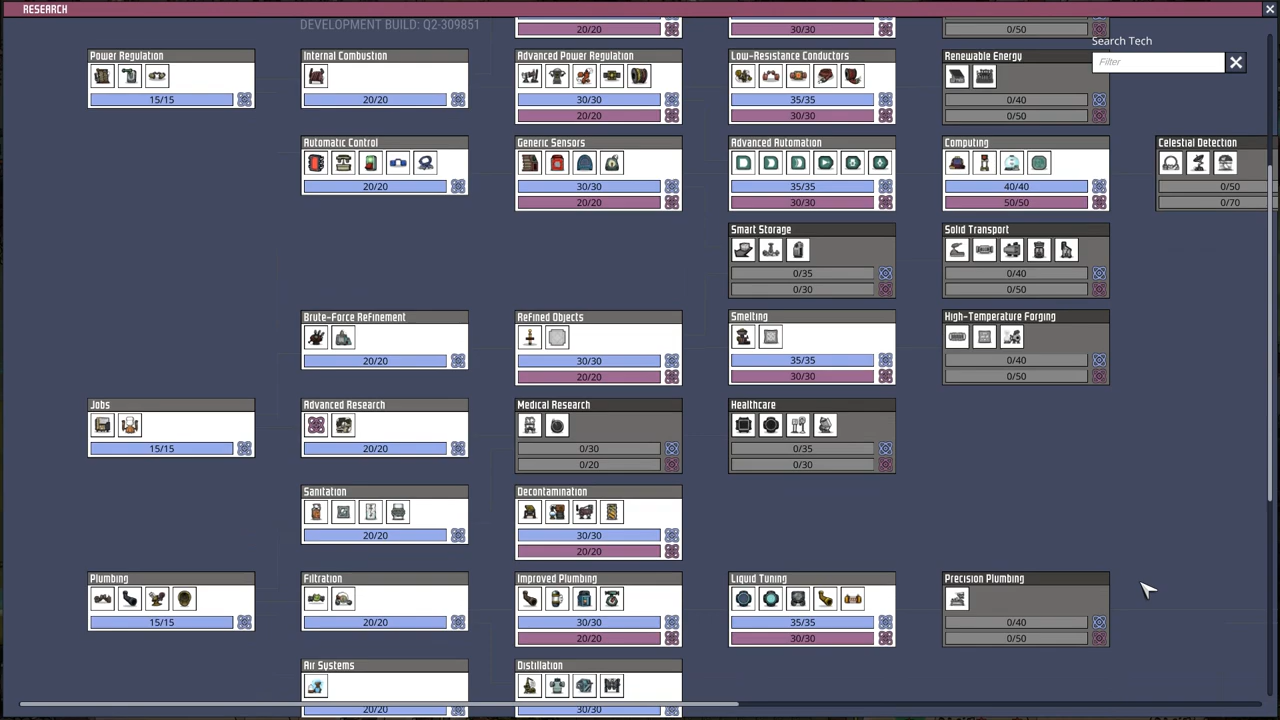 RESEARCH
DEVELOPMENT BUILD: Q2-309851
20/20
30/30
0/50
Search Tech
Filter
Power Regulation
15/15
Internal Combustion
20/20
Advanced Power Regulation
30/30
20/20
Low-Resistance Conductors
35/35
30/30
Renewable Energy
0/40
0/50
Automatic Control
20/20
Generic Sensors
30/30
20/20
Advanced Automation
35/35
30/30
Computing
40/40
50/50
Celestial Detection
0/50
0/70
Smart Storage
0/35
0/30
Solid Transport
0/40
0/50
Brute-Force Refinement
20/20
Refined Objects
30/30
20/20
Smelting
35/35
30/30
High-Temperature Forging
0/40
0/50
Jobs
15/15
Advanced Research
20/20
Medical Research
0/30
0/20
Healthcare
0/35
0/30
Sanitation
20/20
Decontamination
30/30
20/20
Plumbing
15/15
Filtration
20/20
Improved Plumbing
30/30
20/20
Liquid Tuning
35/35
30/30
Precision Plumbing
0/40
0/50
Air Systems
20/20
Distillation
30/30